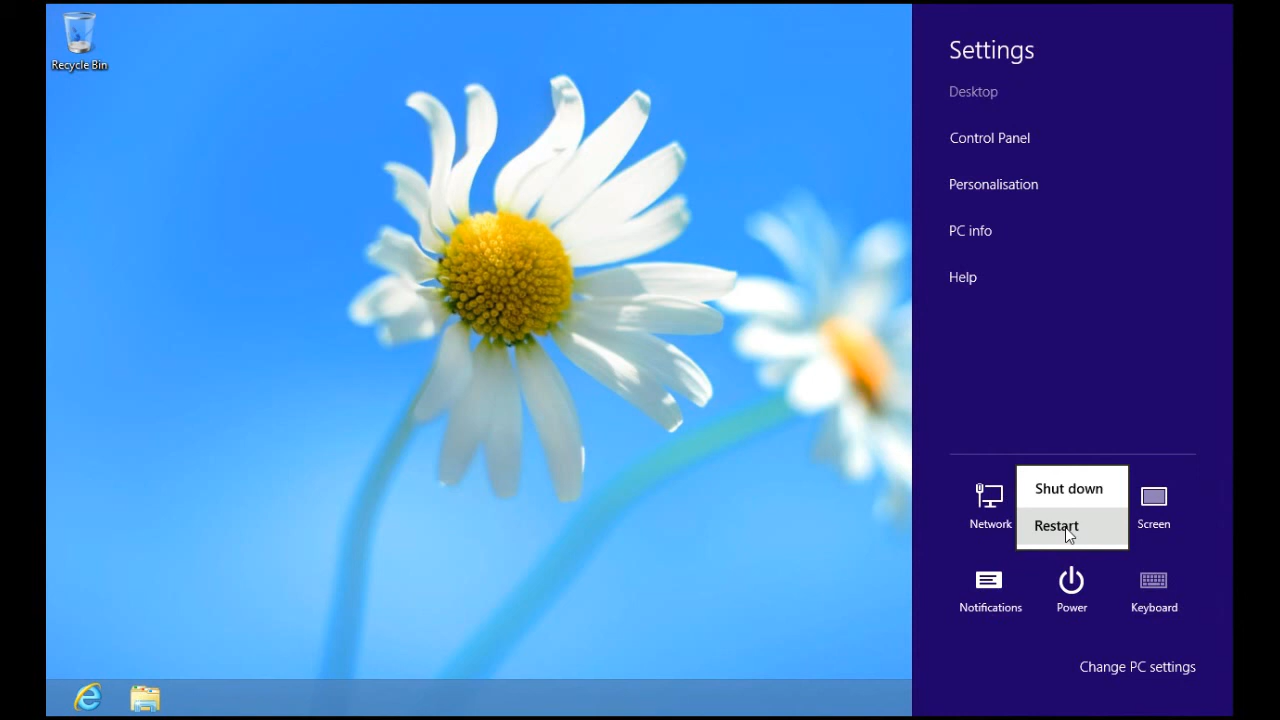 Recycle Bin
Settings
Desktop
Control Panel
Personalisation
PC info
Help
Shut down
Restart
Network
Screen
Notifications
Power
Keyboard
Change PC settings